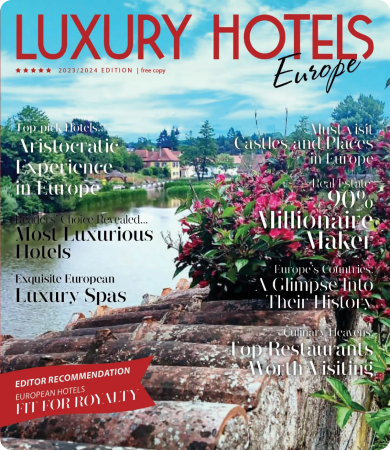 LUXURY HOTELS
Europe
★★★★★ 2023/2024 EDITION | free copy
Top pick Hotels...
Aristocratic
Experience
in Europe
Readers' Choice Revealed...
Most Luxurious
Hotels
Exquisite European
Luxury Spas
Must Visit
Castles and Places
in Europe
Real Estate:
90%
Millionaire
Maker
Europe's Countries:
A Glimpse Into
Their History
Culinary Heavens:
Top Restaurants
Worth Visiting
EDITOR RECOMMENDATION
EUROPEAN HOTELS
FIT FOR ROYALTY